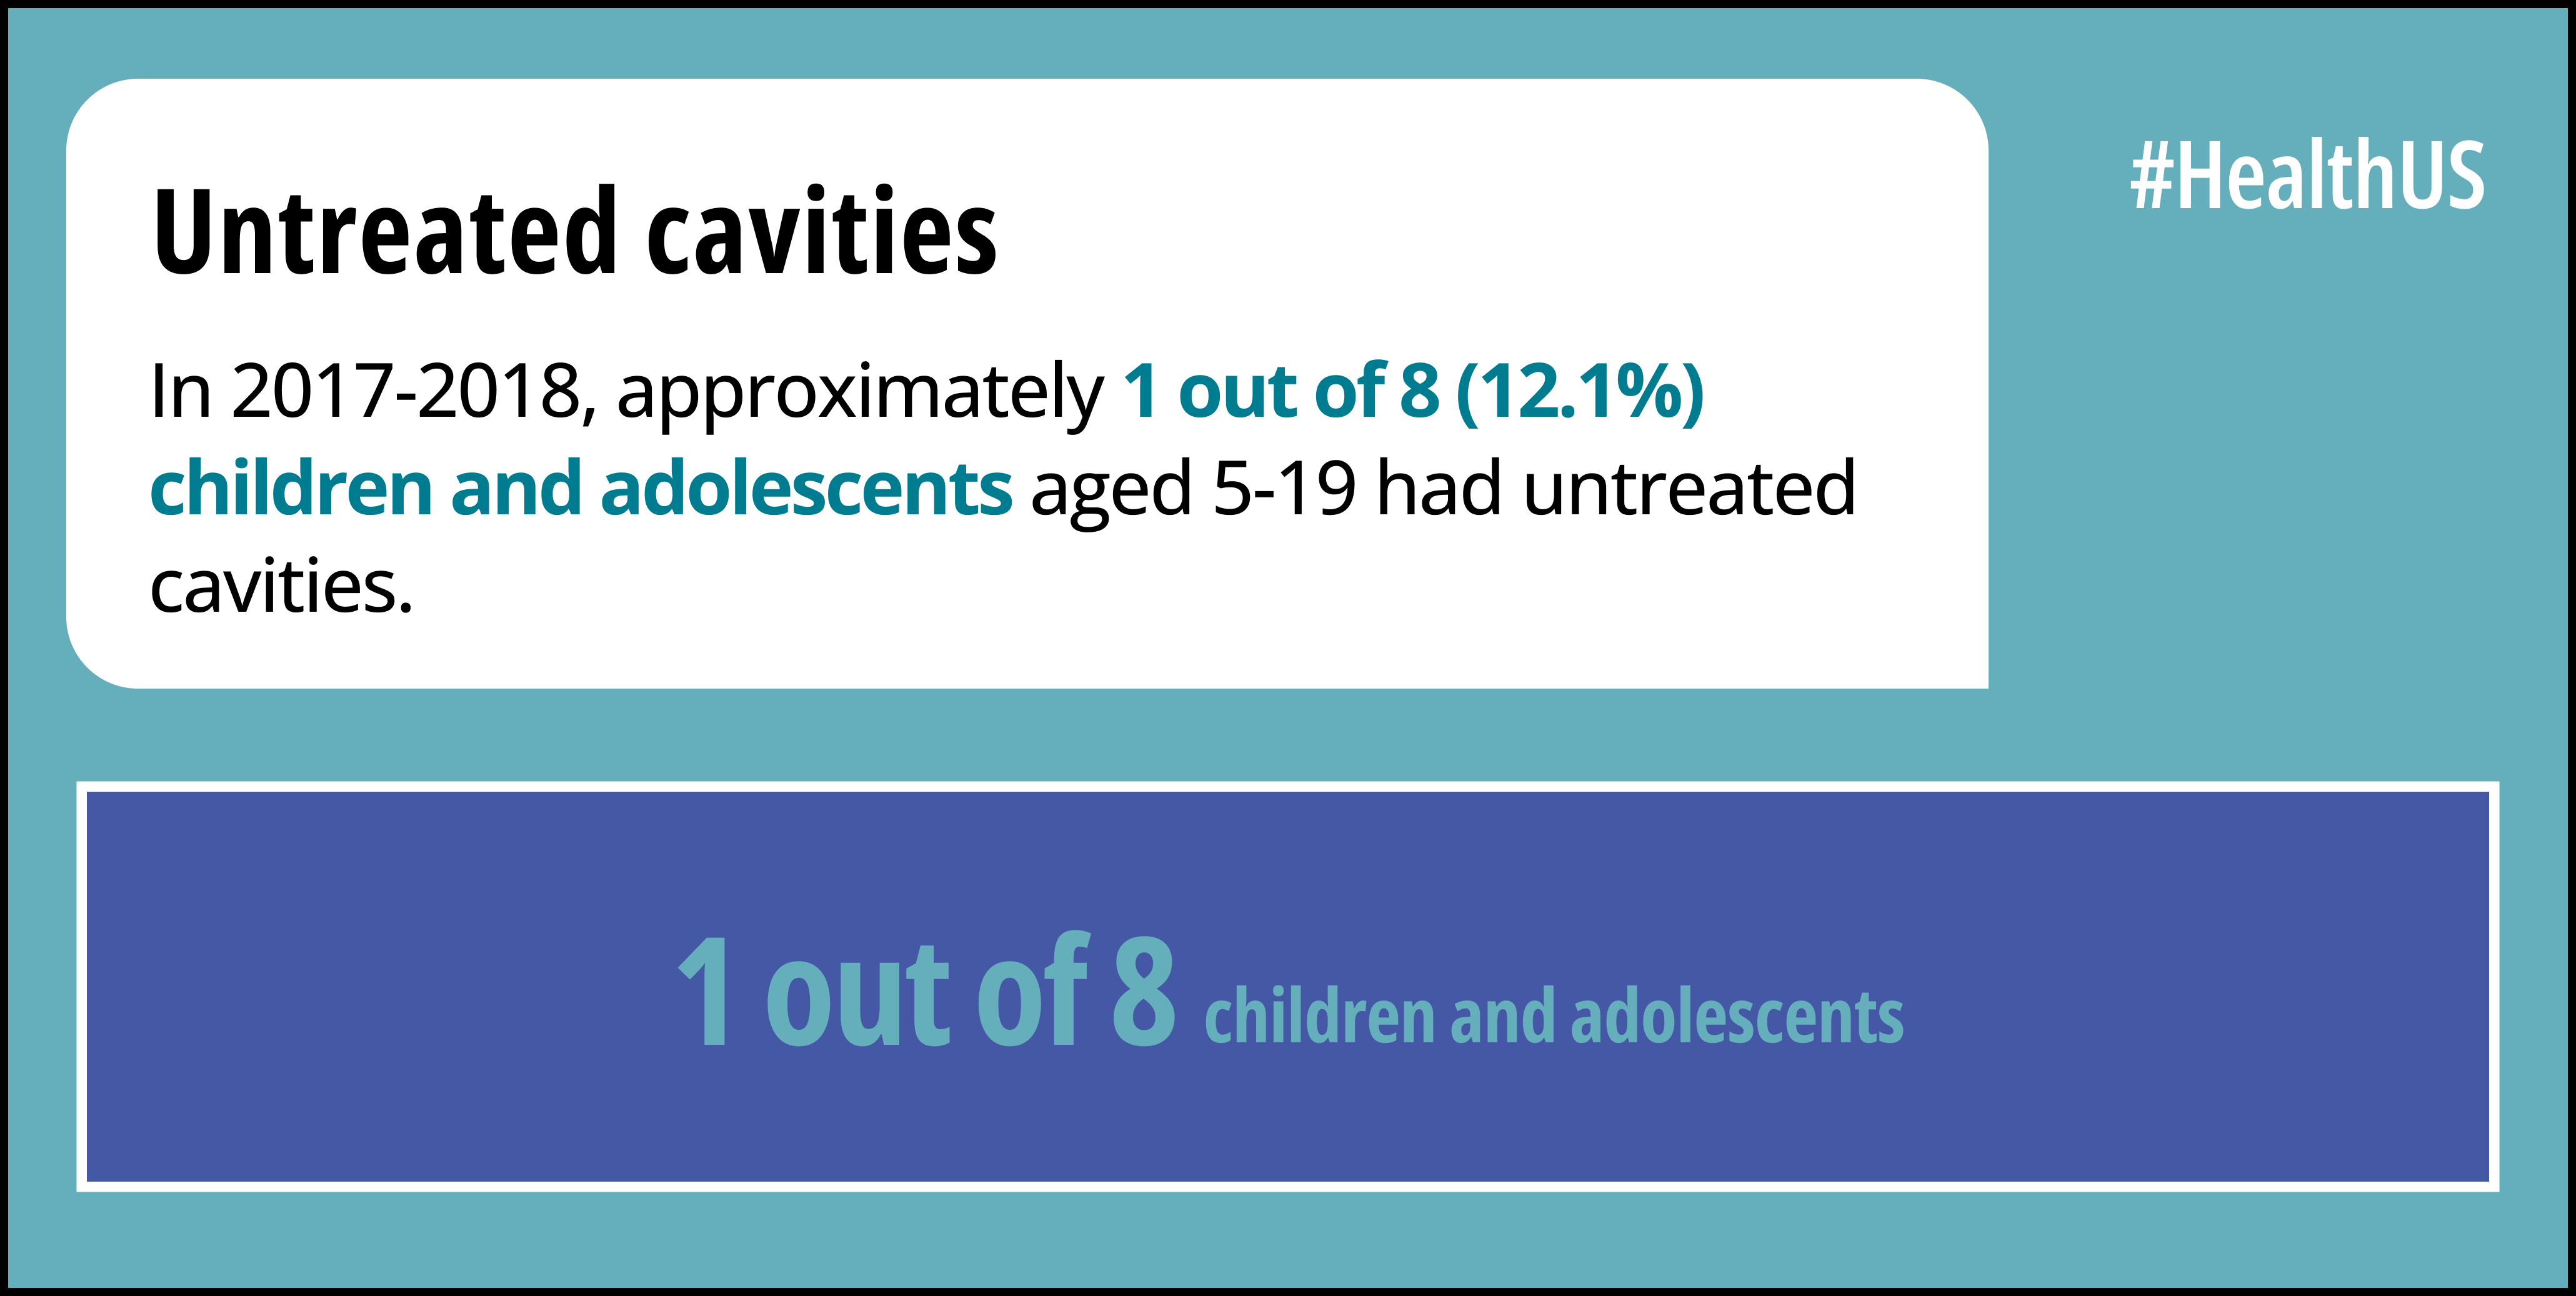 #HealthUS
Untreated cavities
In 2017-2018, approximately 1 out of 8 (12.1%)
children and adolescents aged 5-19 had untreated
cavities.
1 out of 8 children and adolescents